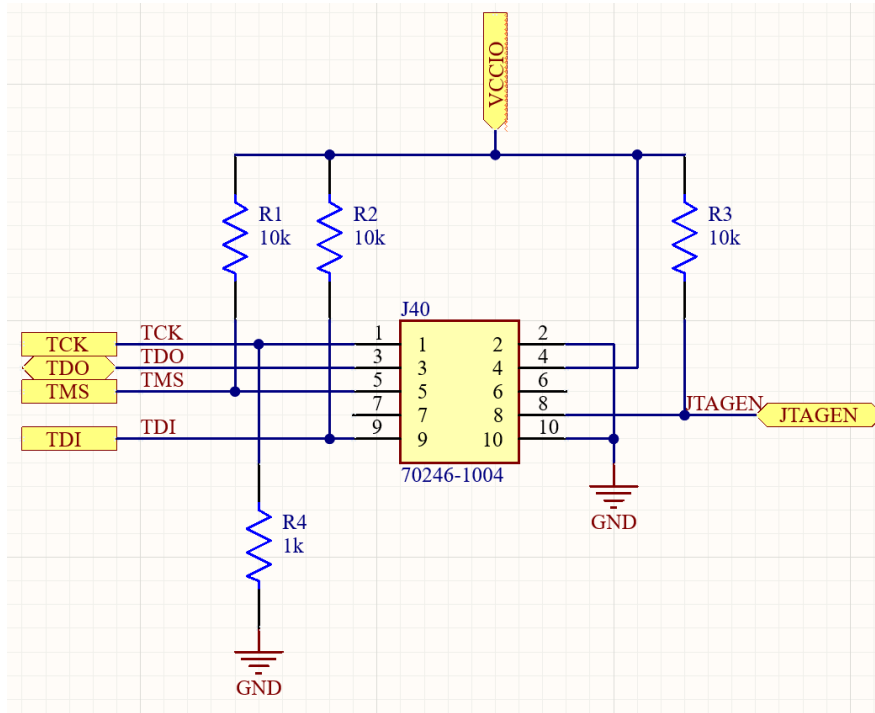 VCCIO
R1
10k
R2
10k
R3
10k
J40
TCK
TCK
1
1
2
2
TDO
TDO
3
3
4
4
TMS
TMS
5
5
6
6
7
7
8
8
JTAGEN
JTAGEN
TDI
TDI
9
9
10
10
70246-1004
GND
R4
1k
GND